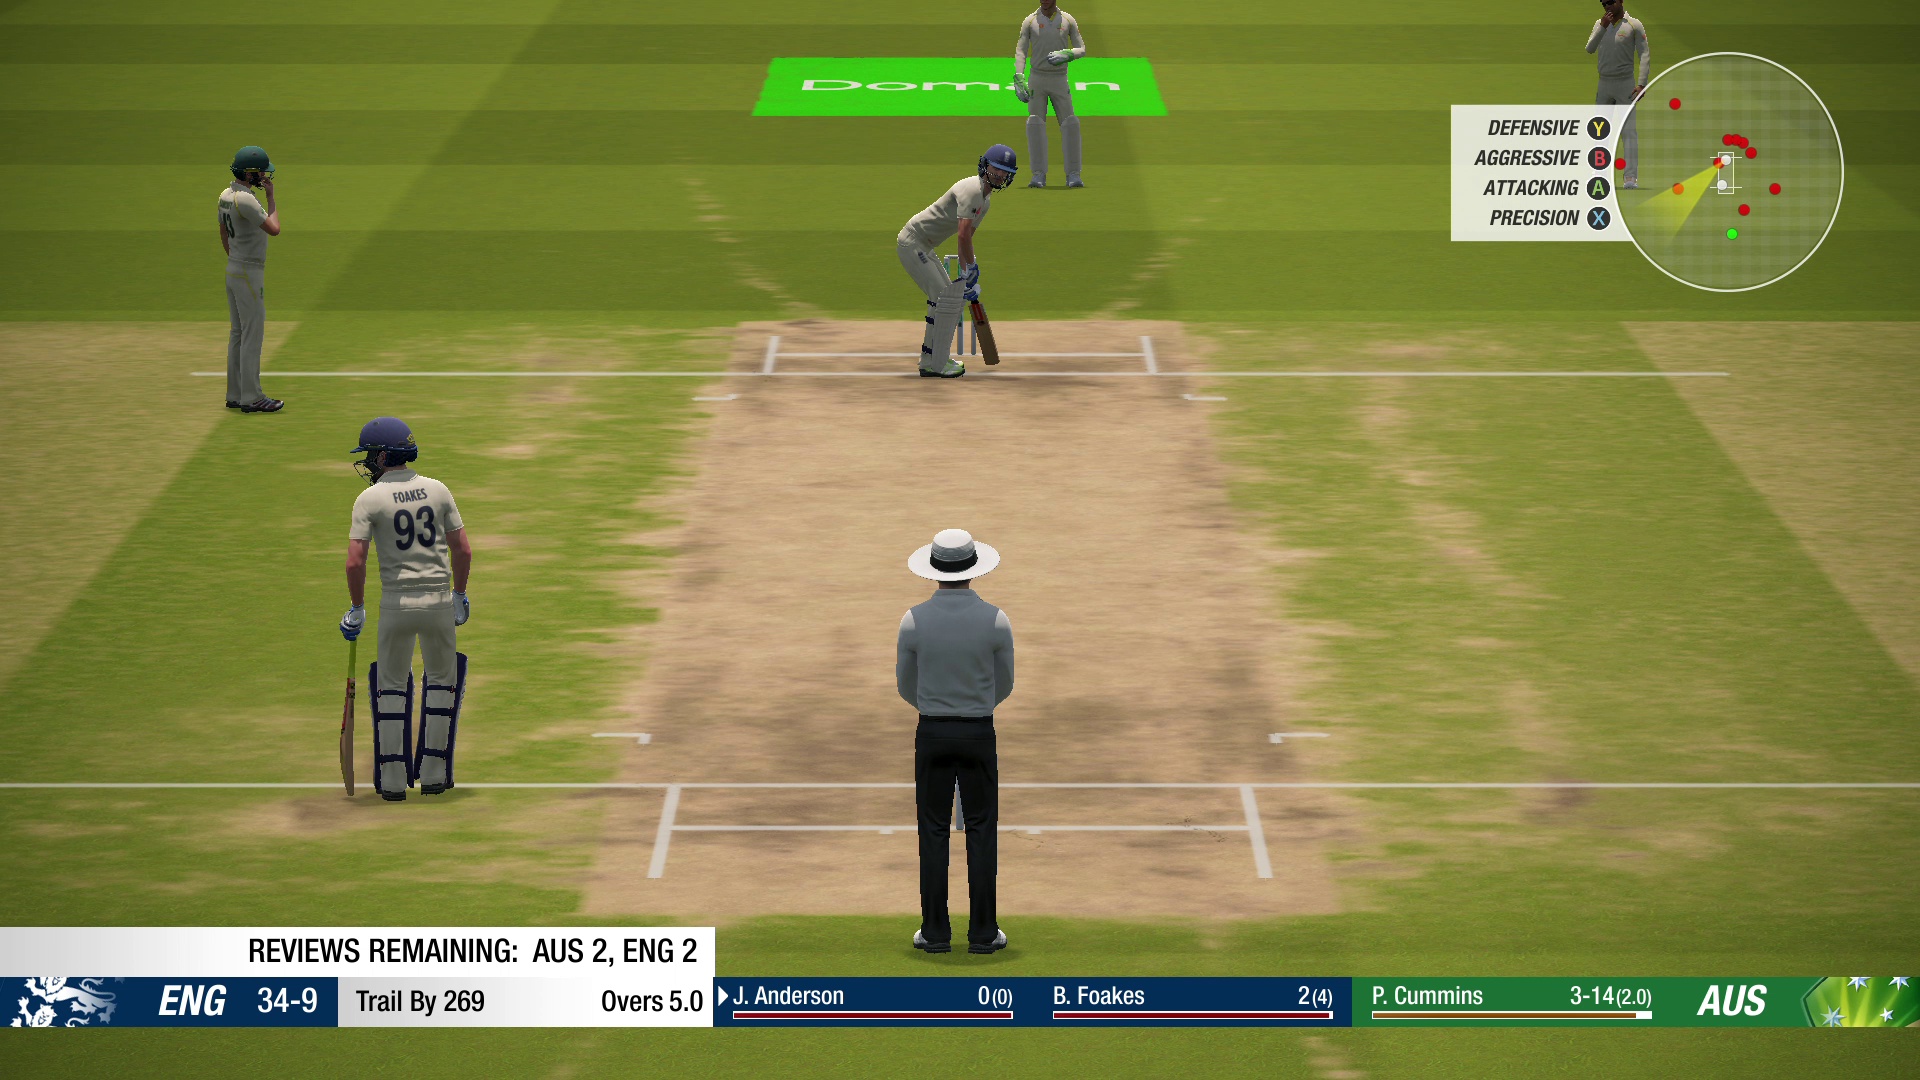 Dom n
DEFENSIVE Y
AGGRESSIVE B
ATTACKING A
PRECISION X
FOAKES
93
REVIEWS REMAINING: AUS 2, ENG 2
ENG 34-9 Trail By 269 Overs 5.0 J. Anderson 0 (0) B. Foakes 2 (4) P. Cummins 3-14 (2.0) AUS